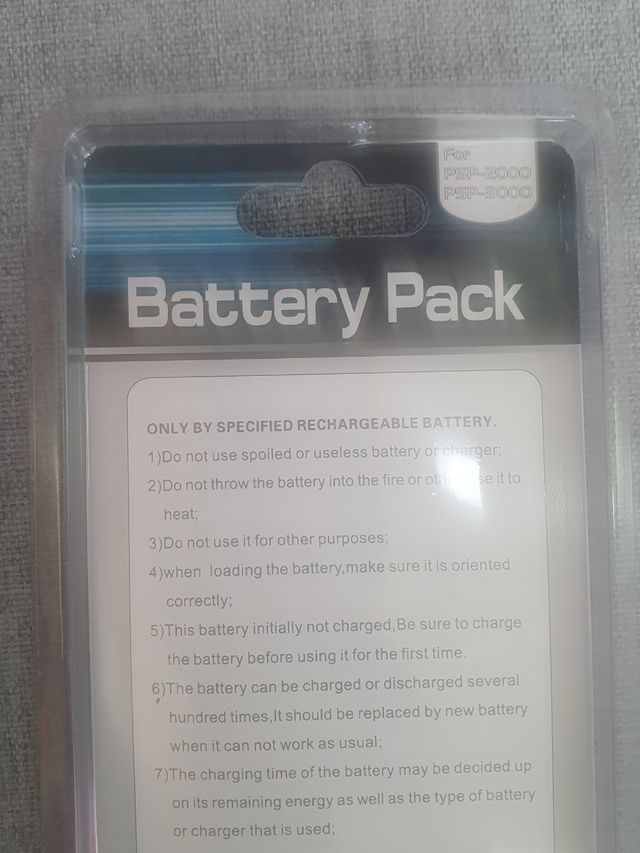 For
PSP-2000
PSP-3000
Battery Pack
ONLY BY SPECIFIED RECHARGEABLE BATTERY.
1)Do not use spoiled or useless battery or charger;
2)Do not throw the battery into the fire or se it to
heat;
3)Do not use it for other purposes;
4)when loading the battery,make sure it is oriented
correctly;
5)This battery initially not charged,Be sure to charge
the battery before using it for the first time.
6)The battery can be charged or discharged several
hundred times,It should be replaced by new battery
when it can not work as usual;
7)The charging time of the battery may be decided up
on its remaining energy as well as the type of battery
or charger that is used;